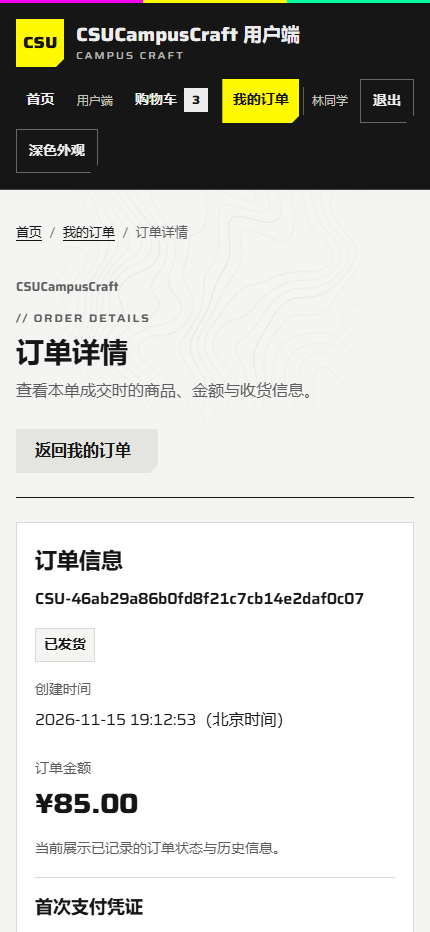 CSU
CSUCampusCraft 用户端
CAMPUS CRAFT
首页 用户端 购物车 3 我的订单 林同学 退出
深色外观
首页 / 我的订单 / 订单详情
CSUCampusCraft
// ORDER DETAILS
订单详情
查看本单成交时的商品、金额与收货信息。
返回我的订单
订单信息
CSU-46ab29a86b0fd8f21c7cb14e2daf0c07
已发货
创建时间
2026-11-15 19:12:53（北京时间）
订单金额
¥85.00
当前展示已记录的订单状态与历史信息。
首次支付凭证